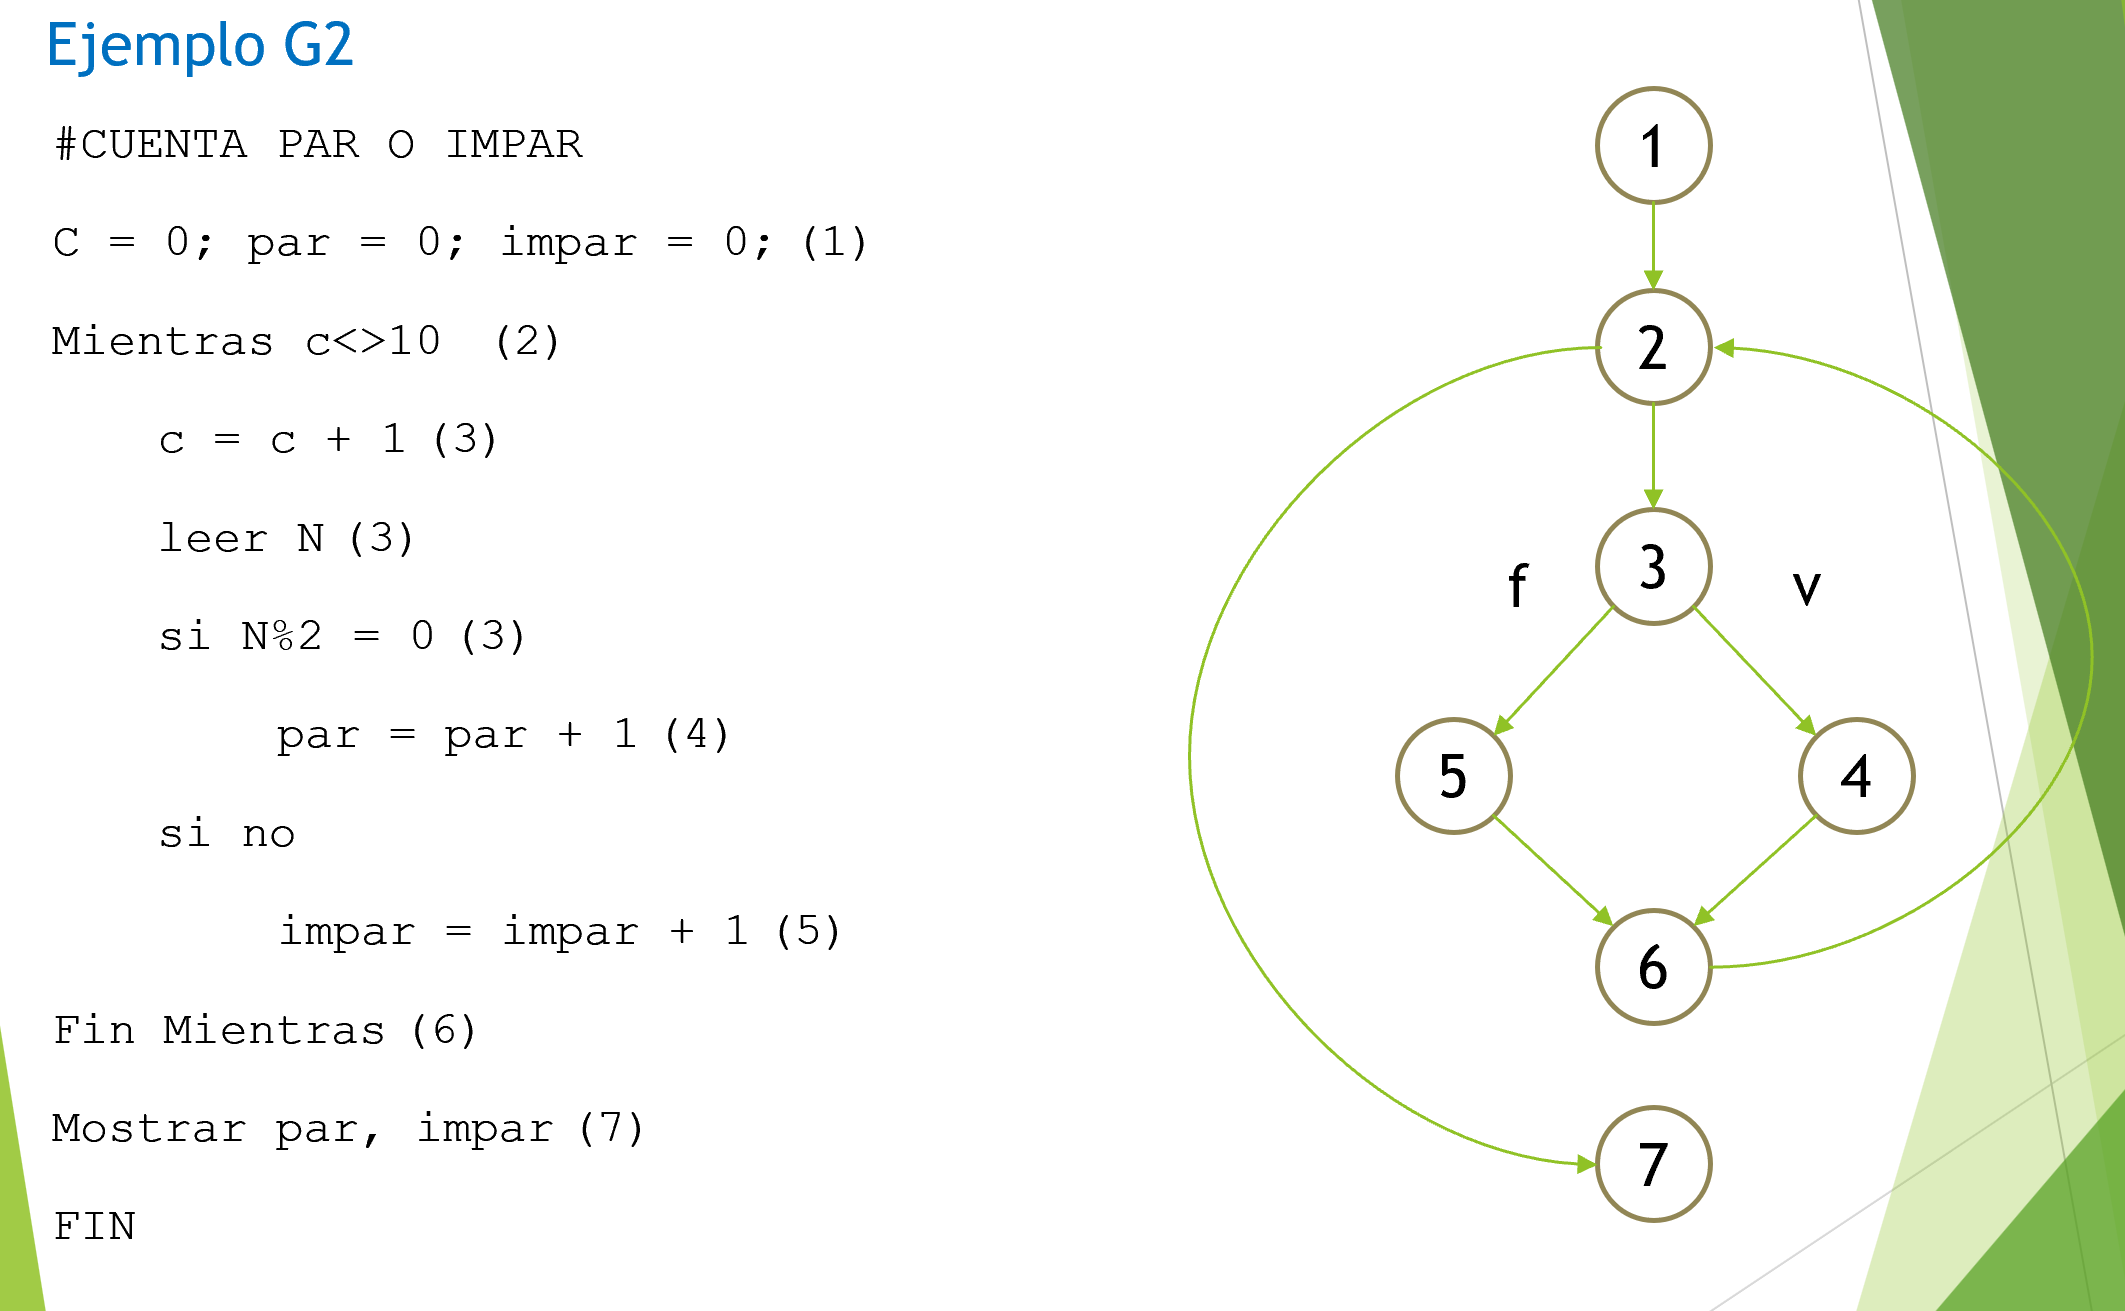 Ejemplo G2
#CUENTA PAR O IMPAR
C = 0; par = 0; impar = 0; (1)
Mientras c<>10 (2)
c = c + 1 (3)
leer N (3)
si N%2 = 0 (3)
par = par + 1 (4)
si no
impar = impar + 1 (5)
Fin Mientras (6)
Mostrar par, impar (7)
FIN
1
2
3
f
v
5
4
6
7